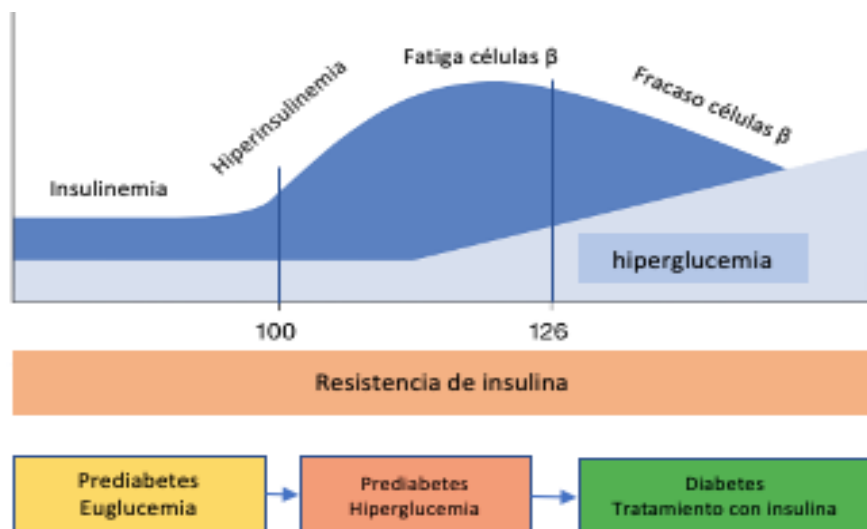 Fatiga células β
Hiperinsulinemia
Fracaso células β
Insulinemia
hiperglucemia
100
126
Resistencia de insulina
Prediabetes
Euglucemia
Prediabetes
Hiperglucemia
Diabetes
Tratamiento con insulina